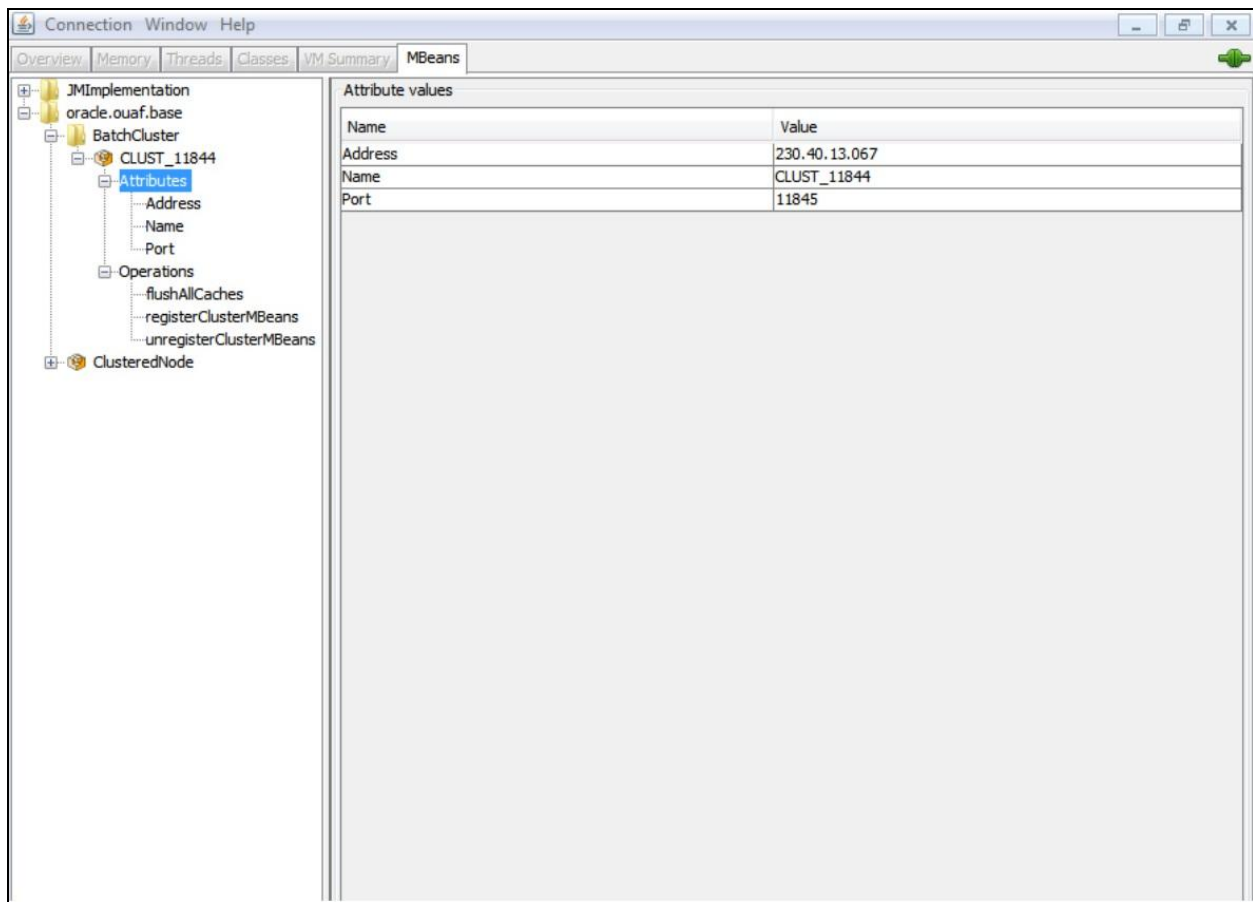 Connection Window Help
Overview Memory Threads Classes VM Summary MBeans
JMImplementation
oracle.ouaf.base
BatchCluster
CLUST_11844
Attributes
Address
Name
Port
Operations
flushAllCaches
registerClusterMBeans
unregisterClusterMBeans
ClusteredNode
Attribute values
Name Value
Address 230.40.13.067
Name CLUST_11844
Port 11845